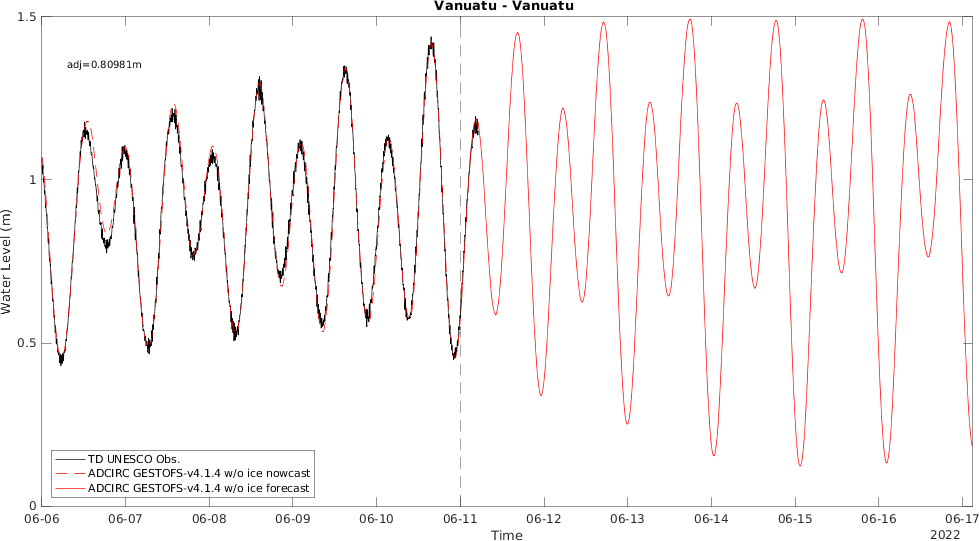 Vanuatu - Vanuatu
1.5
adj=0.80981m
1
Water Level (m)
0.5
TD UNESCO Obs.
ADCIRC GESTOFS-v4.1.4 w/o ice nowcast
ADCIRC GESTOFS-v4.1.4 w/o ice forecast
0
06-06 06-07 06-08 06-09 06-10 06-11 06-12 06-13 06-14 06-15 06-16 06-17
Time
2022